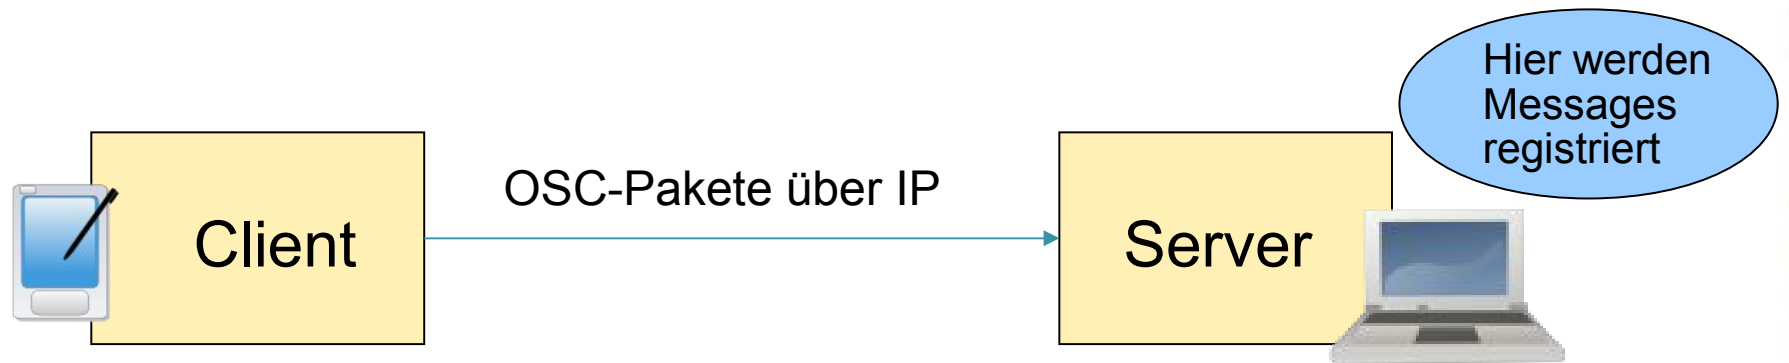 Hier werden
Messages
registriert
OSC-Pakete über IP
Client
Server